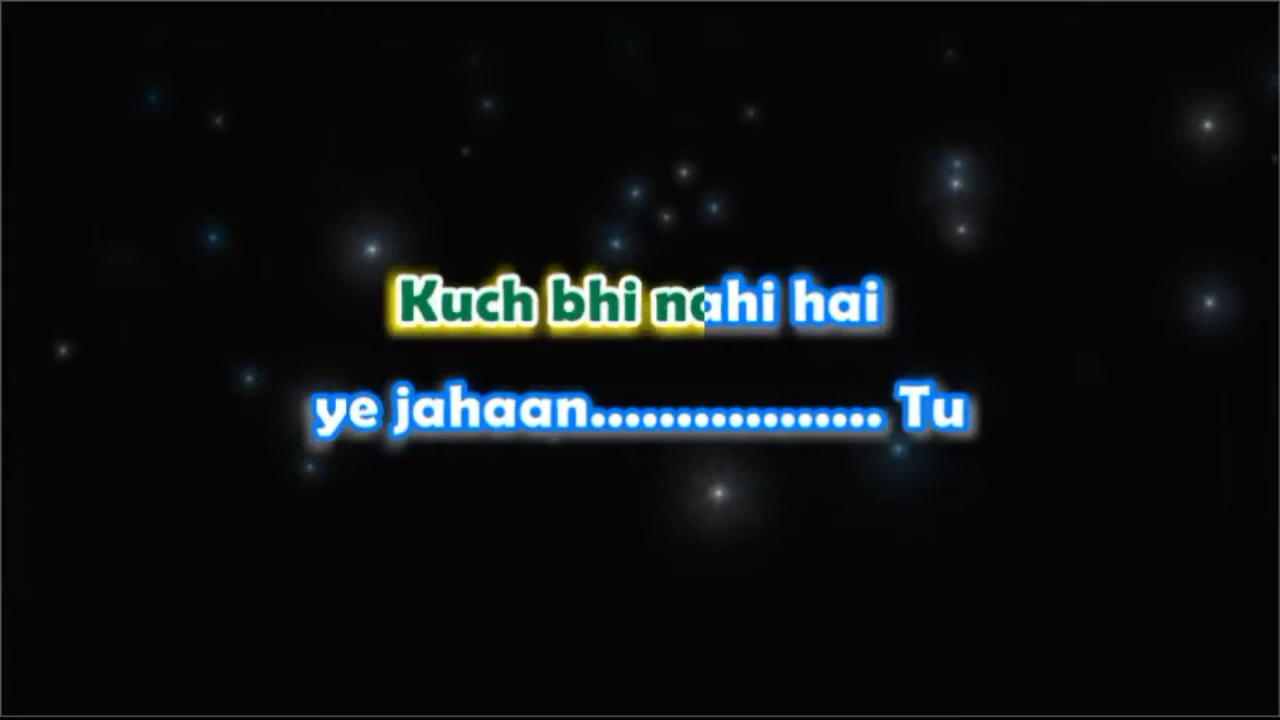 Kuch bhi nahi hai
ye jahaan................. Tu